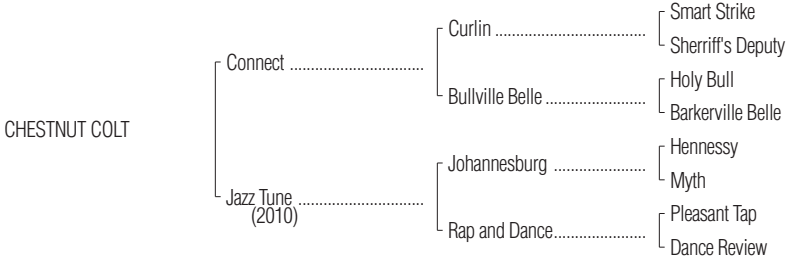 Smart Strike
Curlin ....................................
Sherriff's Deputy
Connect ................................
Holy Bull
Bullville Belle ........................
Barkerville Belle
CHESTNUT COLT
Hennessy
Johannesburg ......................
Myth
Jazz Tune ..............................
(2010)
Pleasant Tap
Rap and Dance......................
Dance Review